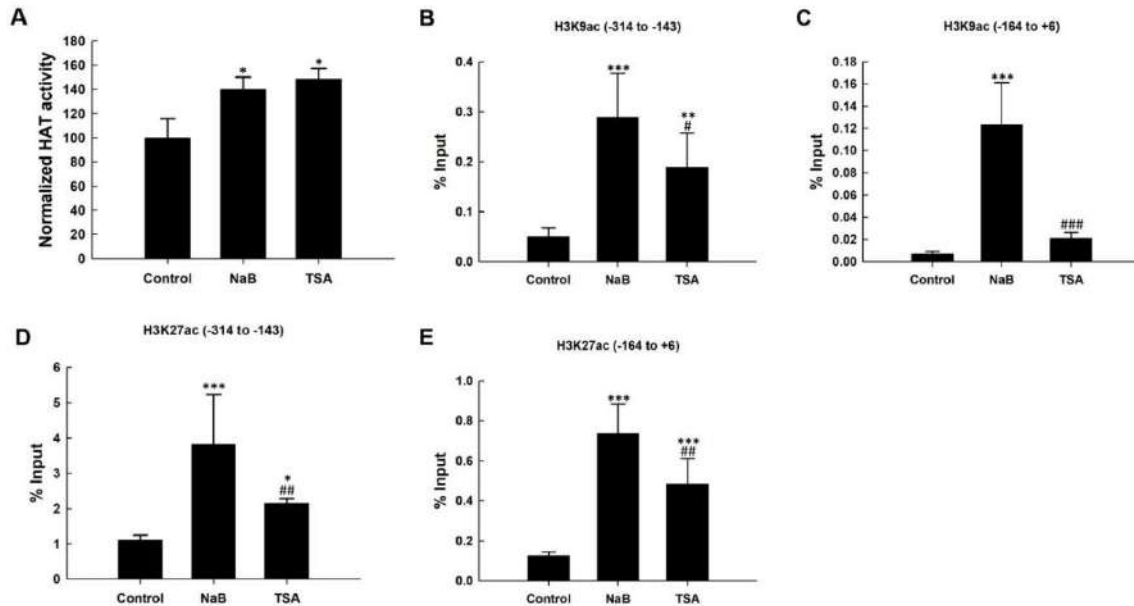 A
Normalized HAT activity
180
160
140
120
100
80
60
40
20
0
*
*
Control NaB TSA
B
H3K9ac (-314 to -143)
% Input
0.4
0.3
0.2
0.1
0.0
***
**
#
Control NaB TSA
C
H3K9ac (-164 to +6)
% Input
0.18
0.16
0.14
0.12
0.10
0.08
0.06
0.04
0.02
0.00
***
###
Control NaB TSA
D
H3K27ac (-314 to -143)
% Input
6
5
4
3
2
1
0
***
*
##
Control NaB TSA
E
H3K27ac (-164 to +6)
% Input
1.0
0.8
0.6
0.4
0.2
0.0
***
***
##
Control NaB TSA